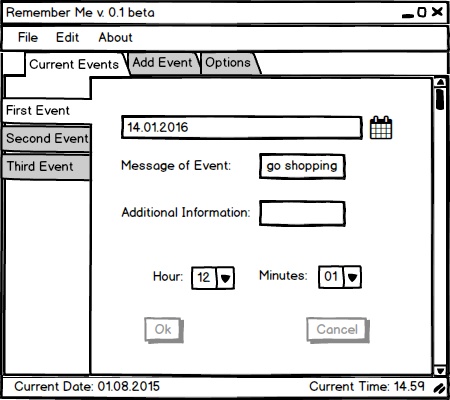 Remember Me v. 0.1 beta
File Edit About
Current Events Add Event Options
First Event
Second Event
Third Event
14.01.2016
Message of Event: go shopping
Additional Information:
Hour: 12 Minutes: 01
Ok Cancel
Current Date: 01.08.2015 Current Time: 14.59